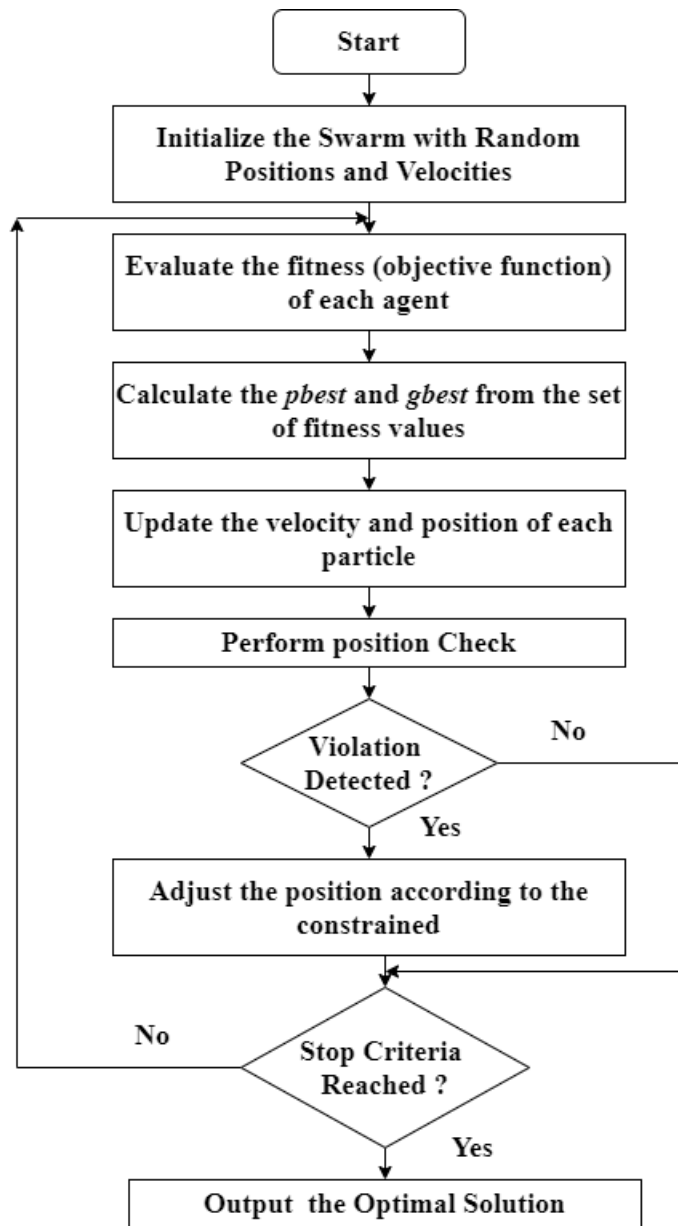 Start
Initialize the Swarm with Random
Positions and Velocities
Evaluate the fitness (objective function)
of each agent
Calculate the pbest and gbest from the set
of fitness values
Update the velocity and position of each
particle
Perform position Check
Violation
Detected ?
No
Yes
Adjust the position according to the
constrained
No
Stop Criteria
Reached ?
Yes
Output the Optimal Solution